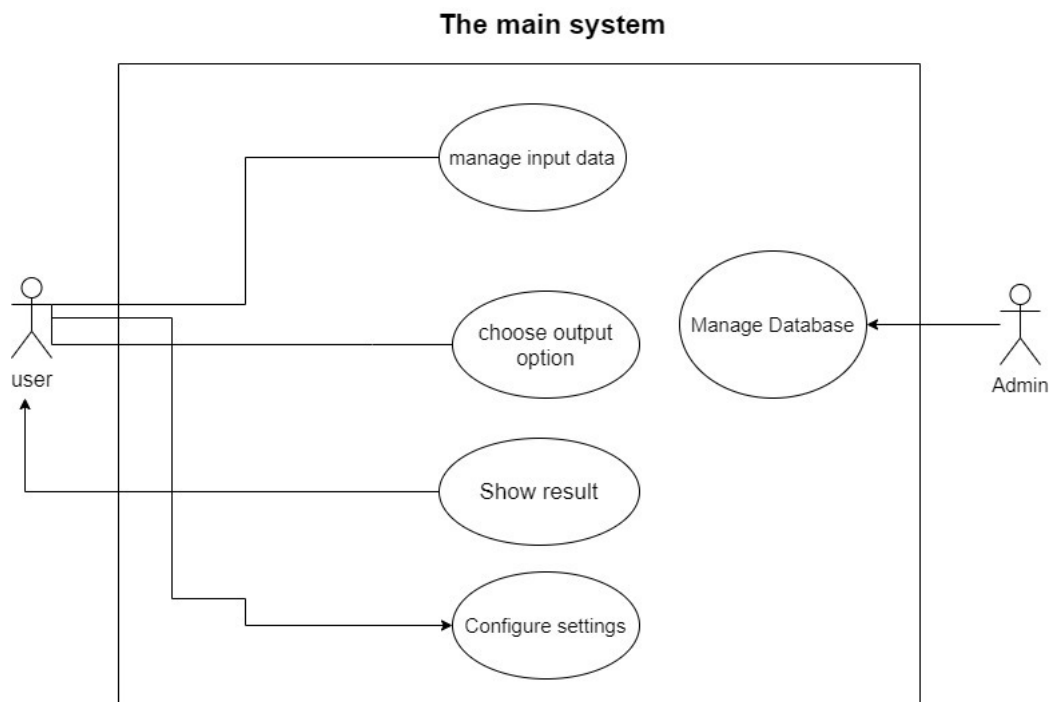 The main system
manage input data
Manage Database
choose output
option
user
Admin
Show result
Configure settings